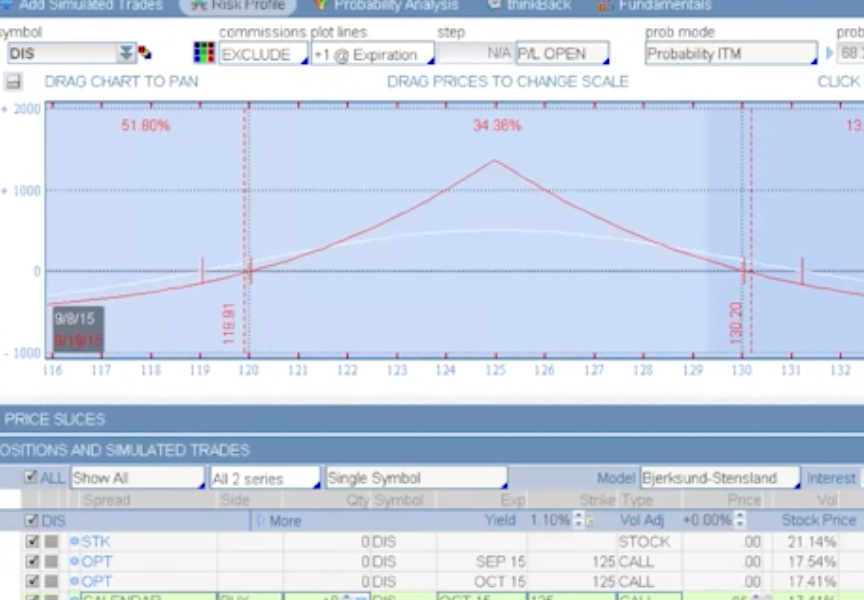 Add Simulated Trades Risk Profile Probability Analysis thinkBack Fundamentals
symbol commissions plot lines step prob mode prob
DIS EXCLUDE +1 @ Expiration N/A P/L OPEN Probability ITM 68
DRAG CHART TO PAN DRAG PRICES TO CHANGE SCALE CLICK
+ 2000
51.80% 34.36% 13.
+ 1000
0
119.91 130.20
9/8/15
9/19/15
- 1000
116 117 118 119 120 121 122 123 124 125 126 127 128 129 130 131 132
PRICE SLICES
OSITIONS AND SIMULATED TRADES
ALL Show All All 2 series Single Symbol Model Bjerksund-Stensland Interest
Spread Side Qty Symbol Exp Strike Type Price Vol
DIS More Yield 1.10% Vol Adj +0.00% Stock Price
STK 0 DIS STOCK .00 21.14%
OPT 0 DIS SEP 15 125 CALL .00 17.54%
OPT 0 DIS OCT 15 125 CALL .00 17.41%
CALENDAR BUY DIS OCT 15 125 CALL 17.41%